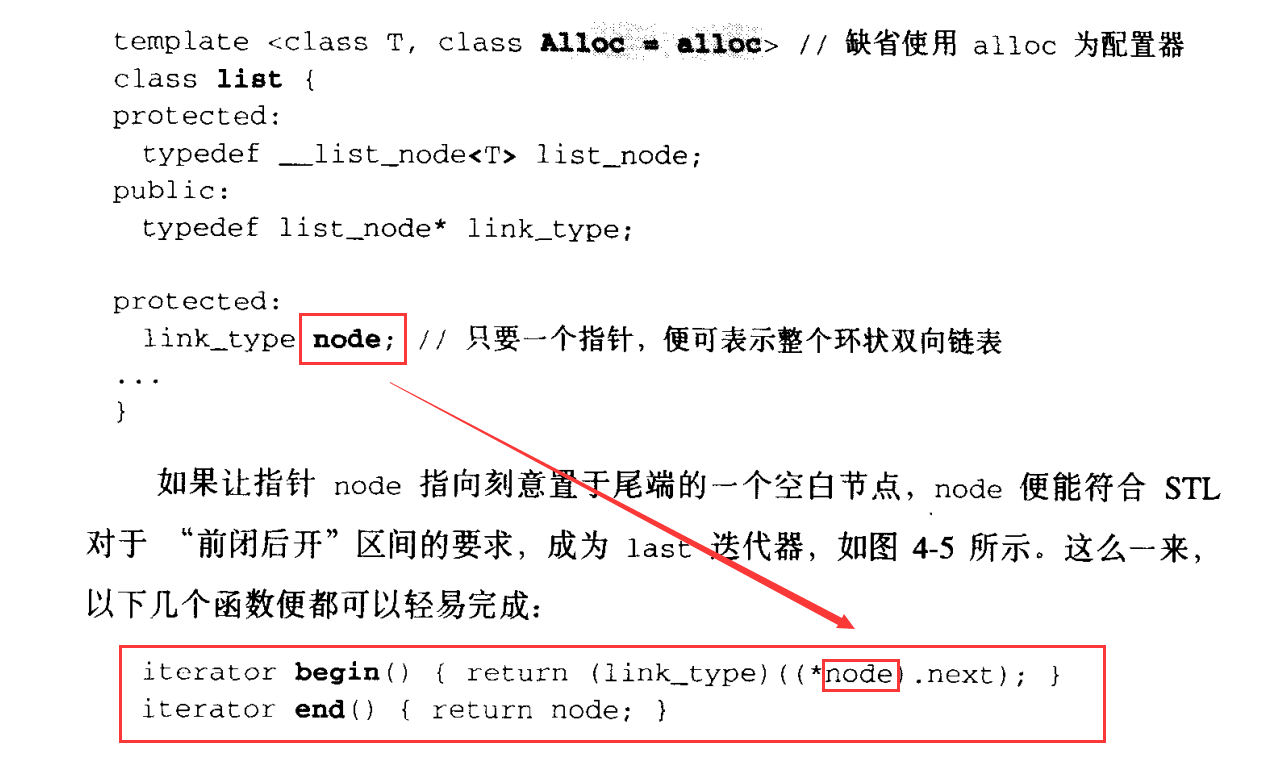 template <class T, class Alloc = alloc> // 缺省使用 alloc 为配置器
class list {
protected:
typedef __list_node<T> list_node;
public:
typedef list_node* link_type;
protected:
link_type node; // 只要一个指针，便可表示整个环状双向链表
...
}
如果让指针 node 指向刻意置于尾端的一个空白节点，node 便能符合 STL
对于 “前闭后开”区间的要求，成为 last 迭代器，如图 4-5 所示。这么一来，
以下几个函数便都可以轻易完成：
iterator begin() { return (link_type)((*node).next); }
iterator end() { return node; }